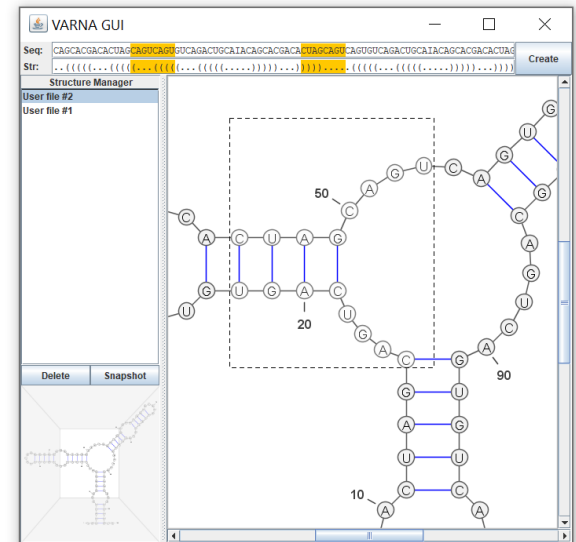 VARNA GUI
Seq: CAGCACGACACUAGCAGUCAGUGUCAGACUGCAIACAGCACGACACUAGCAGUCAGUGUCAGACUGCAIACAGCACGACACUAG
Str: ..(((((...(((((...(((((...(((((.....)))))...))))).....(((((...(((((.....)))))...))))
Create
Structure Manager
User file #2
User file #1
Delete Snapshot
G
U
G
U C
G A
A G
50 C C
C
A C U A G A
G U A G U C G
U U U
20 U C
G A
A
C G 90
G U
A G
U U
10 C C
A A